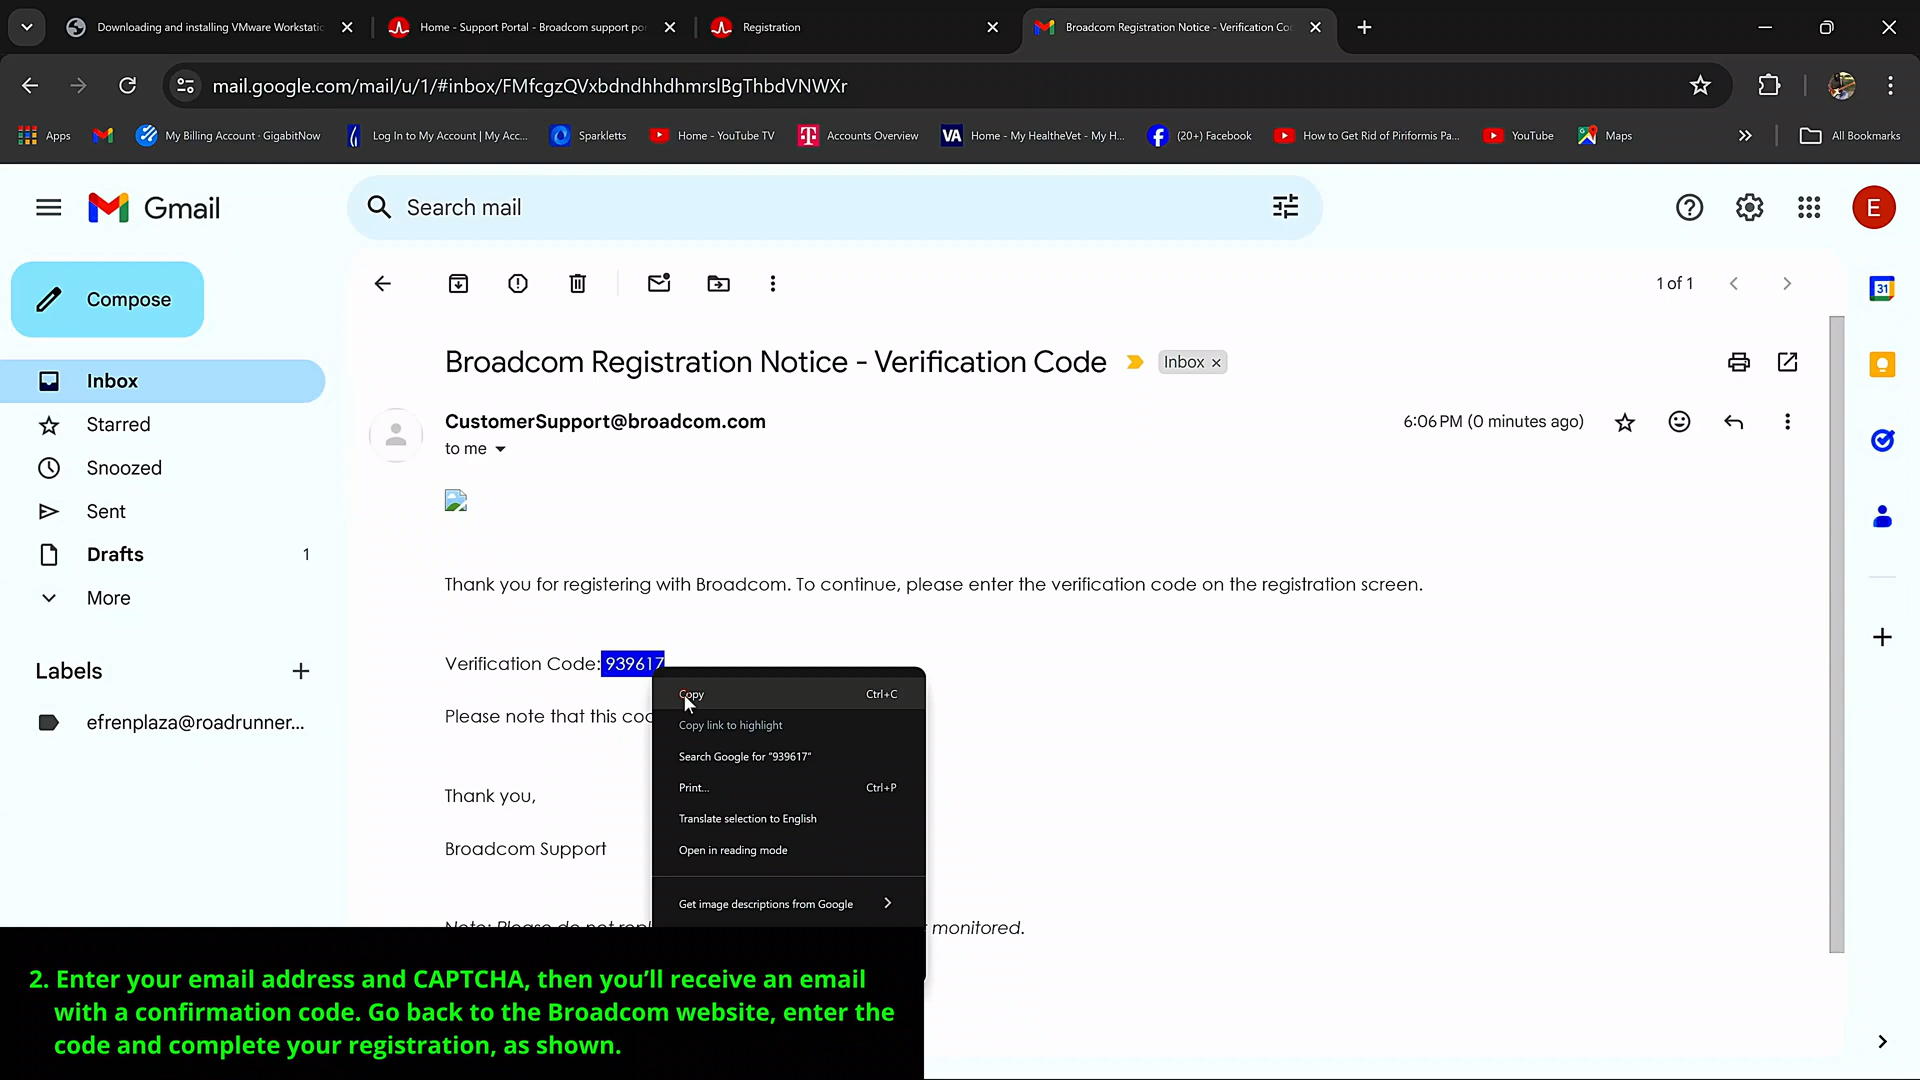 Downloading and installing VMware Workstatic
Home - Support Portal - Broadcom support po
Registration
Broadcom Registration Notice - Verification Co
mail.google.com/mail/u/1/#inbox/FMfcgzQVxbdndhhdhmrslBgThbdVNWXr
Apps
My Billing Account · GigabitNow
Log In to My Account | My Acc...
Sparkletts
Home - YouTube TV
Accounts Overview
VA
Home - My HealtheVet - My H...
(20+) Facebook
How to Get Rid of Piriformis Pa...
YouTube
Maps
All Bookmarks
Gmail
Search mail
E
Compose
1 of 1
31
Broadcom Registration Notice - Verification Code
Inbox ×
Inbox
CustomerSupport@broadcom.com
6:06 PM (0 minutes ago)
Starred
to me
Snoozed
Sent
Drafts 1
Thank you for registering with Broadcom. To continue, please enter the verification code on the registration screen.
More
Verification Code: 939617
Labels
Copy Ctrl+C
Please note that this
efrenplaza@roadrunner...
Copy link to highlight
Search Google for "939617"
Print... Ctrl+P
Thank you,
Translate selection to English
Broadcom Support
Open in reading mode
Get image descriptions from Google
Note: Please do not
monitored.
2. Enter your email address and CAPTCHA, then you'll receive an email
with a confirmation code. Go back to the Broadcom website, enter the
code and complete your registration, as shown.